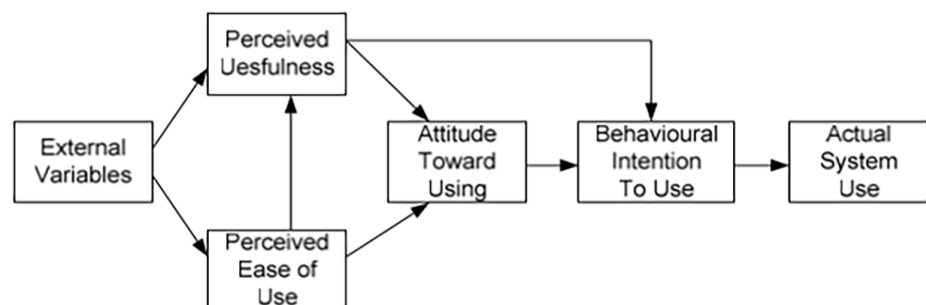 Perceived
Uesfulness
External
Variables
Attitude
Toward
Using
Behavioural
Intention
To Use
Actual
System
Use
Perceived
Ease of
Use